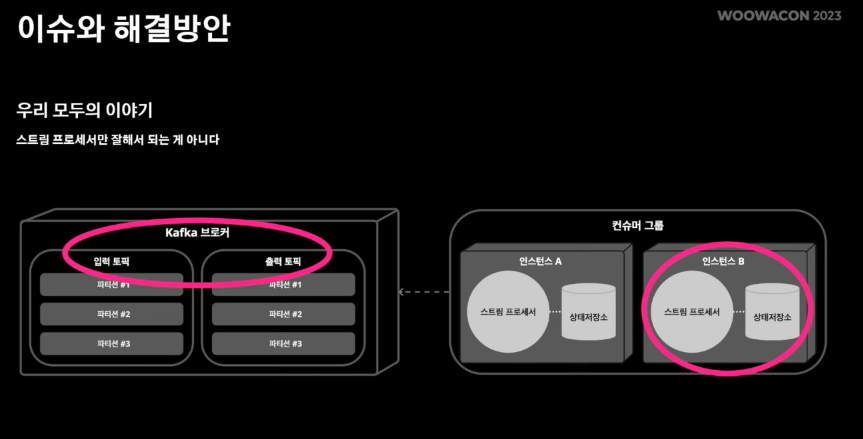 이슈와 해결방안
WOOWACON 2023
우리 모두의 이야기
스트림 프로세서만 잘해서 되는 게 아니다
Kafka 브로커
입력 토픽
출력 토픽
파티션 #1
파티션 #1
파티션 #2
파티션 #2
파티션 #3
파티션 #3
컨슈머 그룹
인스턴스 A
인스턴스 B
스트림 프로세서
상태저장소
스트림 프로세서
상태저장소